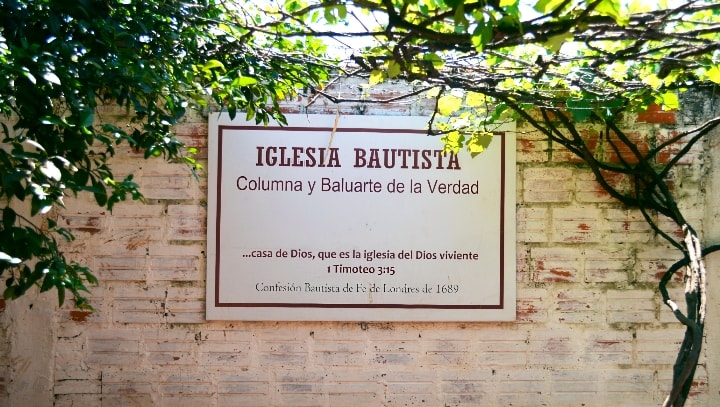 IGLESIA BAUTISTA
Columna y Baluarte de la Verdad
...casa de Dios, que es la iglesia del Dios viviente
1 Timoteo 3:15
Confesión Bautista de Fe de Londres de 1689